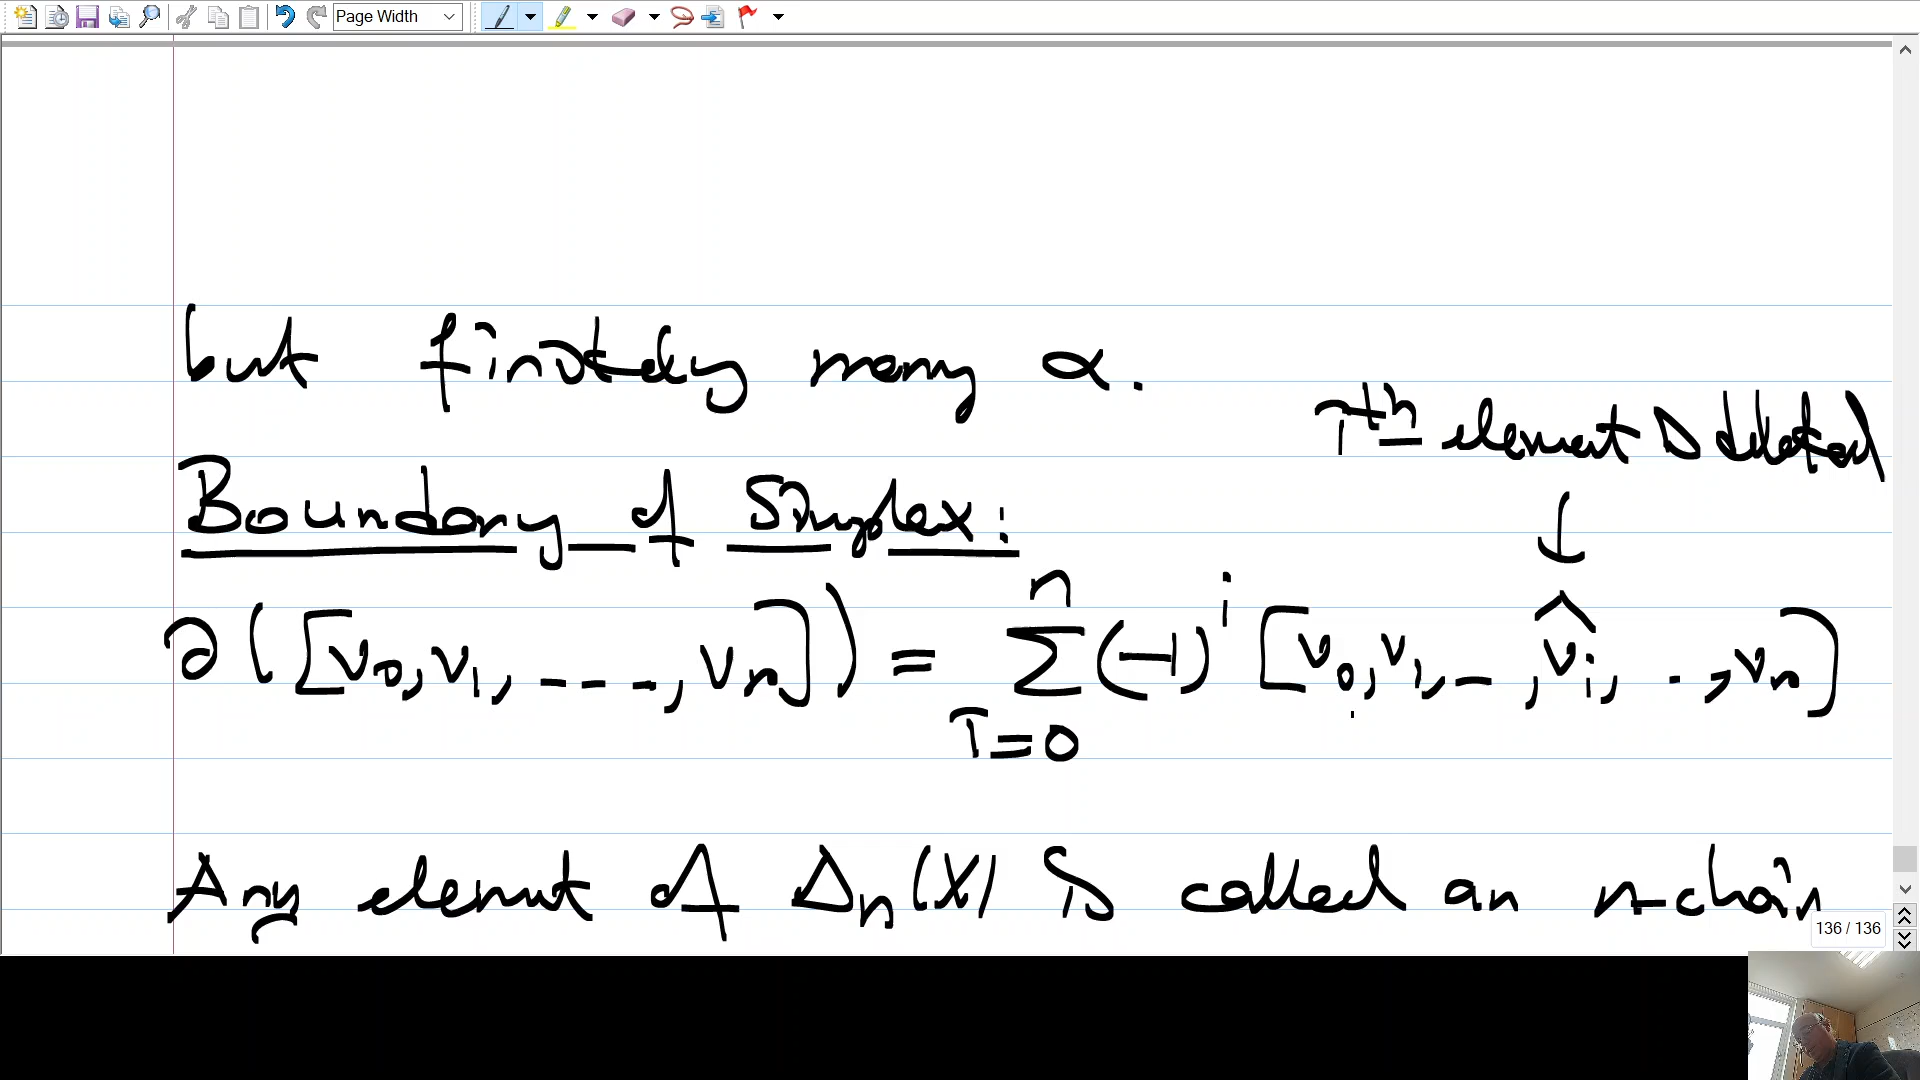 Page Width
but finitely many α.
ith element is deleted
↓
Boundary of Simplex:
∂([v₀,v₁,----,vₙ]) = Σⁿᵢ₌₀ (-1)ⁱ [v₀,v₁,–,v̂ᵢ,..,vₙ]
Any element of Δₙ(X) is called an n-chain
136 / 136